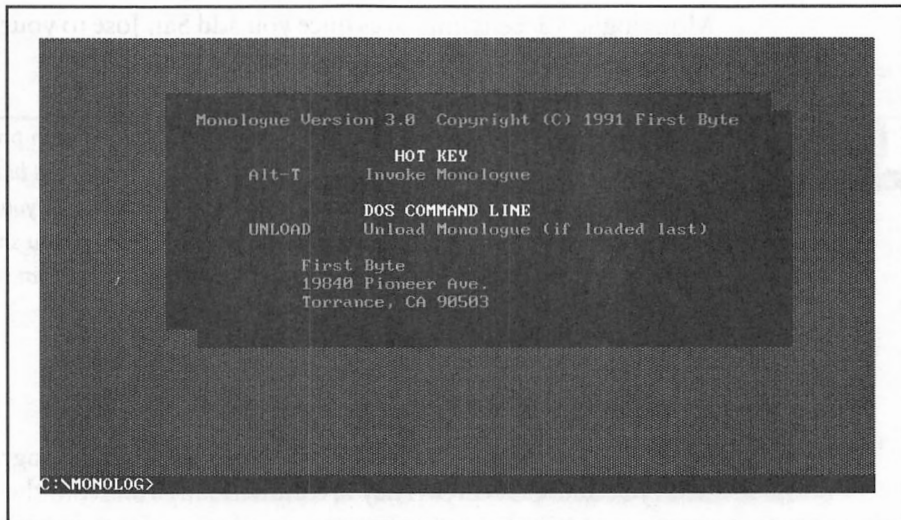 Monologue Version 3.0 Copyright (C) 1991 First Byte
HOT KEY
Alt-T Invoke Monologue
DOS COMMAND LINE
UNLOAD Unload Monologue (if loaded last)
First Byte
19840 Pioneer Ave.
Torrance, CA 90503
C:\MONOLOG>